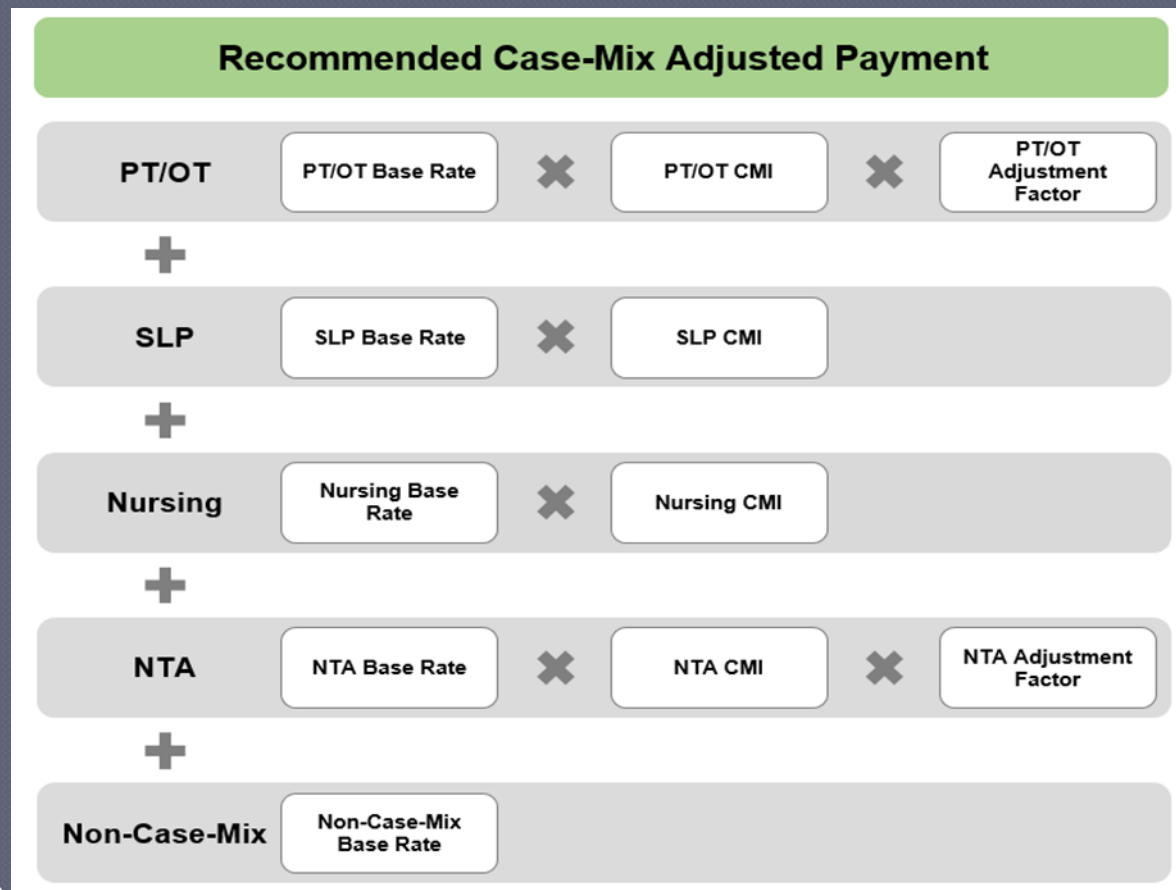 Recommended Case-Mix Adjusted Payment
PT/OT
PT/OT Base Rate
PT/OT CMI
PT/OT
Adjustment
Factor
SLP
SLP Base Rate
SLP CMI
Nursing
Nursing Base
Rate
Nursing CMI
NTA
NTA Base Rate
NTA CMI
NTA Adjustment
Factor
Non-Case-Mix
Non-Case-Mix
Base Rate